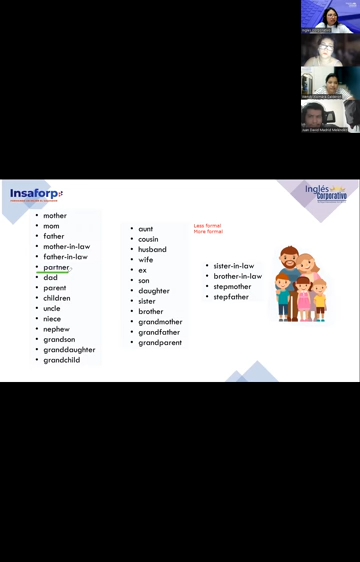 Insaforp
Inglés
Corporativo
• mother
• mom
• father
• mother-in-law
• father-in-law
• partner
• dad
• parent
• children
• uncle
• niece
• nephew
• grandson
• granddaughter
• grandchild
• aunt
• cousin
• husband
• wife
• ex
• son
• daughter
• sister
• brother
• grandmother
• grandfather
• grandparent
Less formal
More formal
• sister-in-law
• brother-in-law
• stepmother
• stepfather